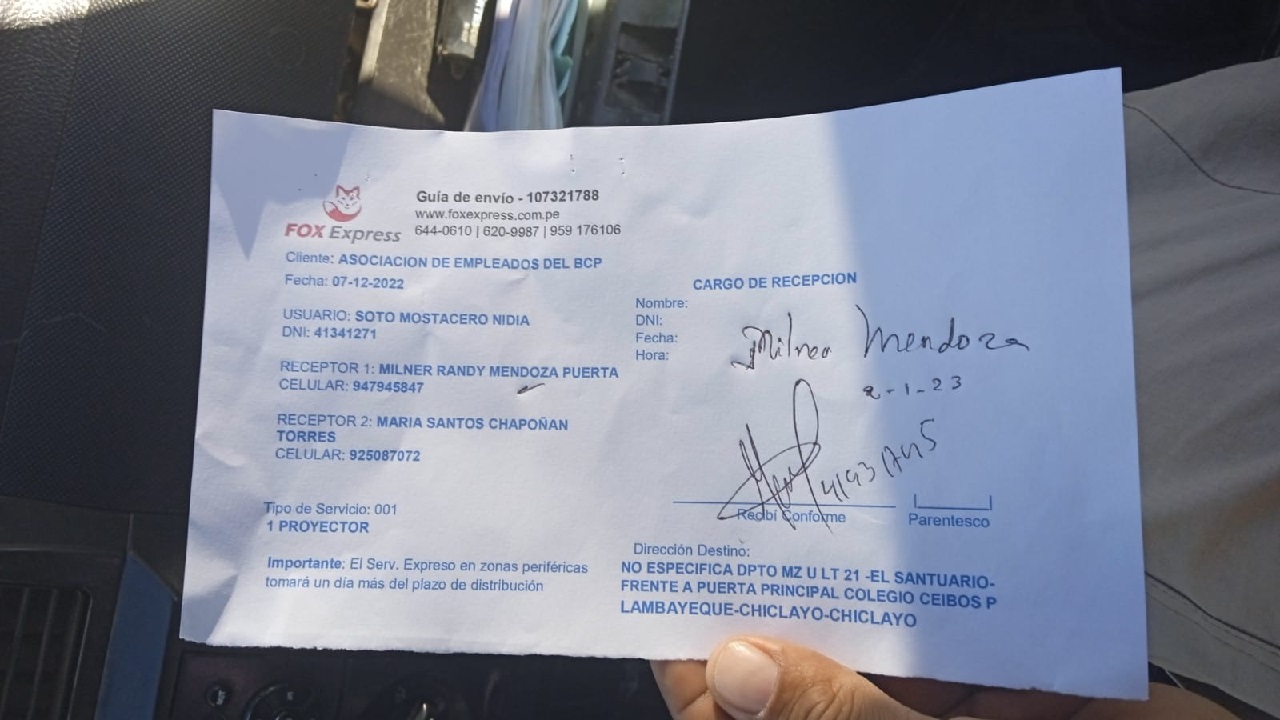 FOX Express
Guía de envío - 107321788
www.foxexpress.com.pe
644-0610 | 620-9987 | 959 176106
Cliente: ASOCIACION DE EMPLEADOS DEL BCP
Fecha: 07-12-2022
USUARIO: SOTO MOSTACERO NIDIA
DNI: 41341271
RECEPTOR 1: MILNER RANDY MENDOZA PUERTA
CELULAR: 947945847
RECEPTOR 2: MARIA SANTOS CHAPOÑAN
TORRES
CELULAR: 925087072
Tipo de Servicio: 001
1 PROYECTOR
Importante: El Serv. Expreso en zonas periféricas
tomará un día más del plazo de distribución
CARGO DE RECEPCION
Nombre:
DNI:
Fecha:
Hora:
Milner Mendoza
2-1-23
Recibí Conforme
Parentesco
Dirección Destino:
NO ESPECIFICA DPTO MZ U LT 21 -EL SANTUARIO-
FRENTE A PUERTA PRINCIPAL COLEGIO CEIBOS P
LAMBAYEQUE-CHICLAYO-CHICLAYO